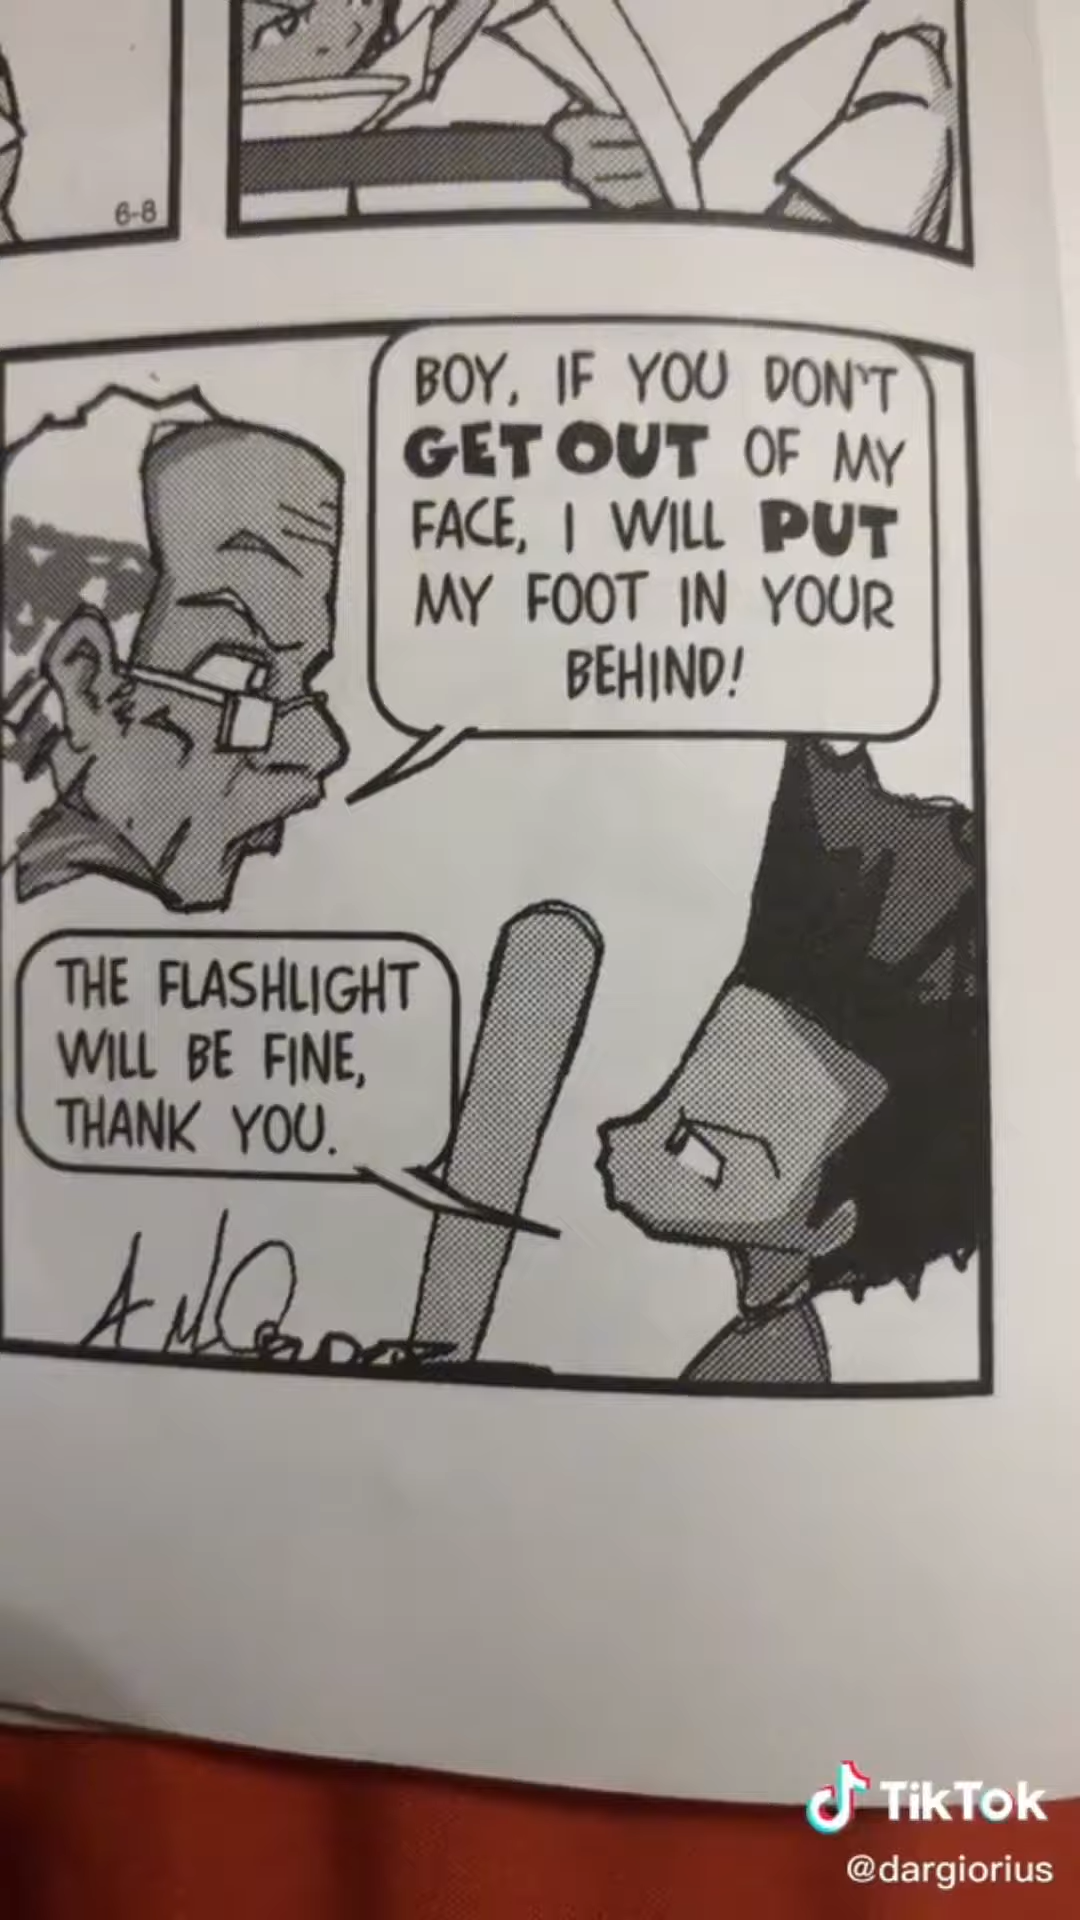 6-8
BOY, IF YOU DON'T
GET OUT OF MY
FACE, I WILL PUT
MY FOOT IN YOUR
BEHIND!
THE FLASHLIGHT
WILL BE FINE,
THANK YOU.
TikTok
@dargiorius